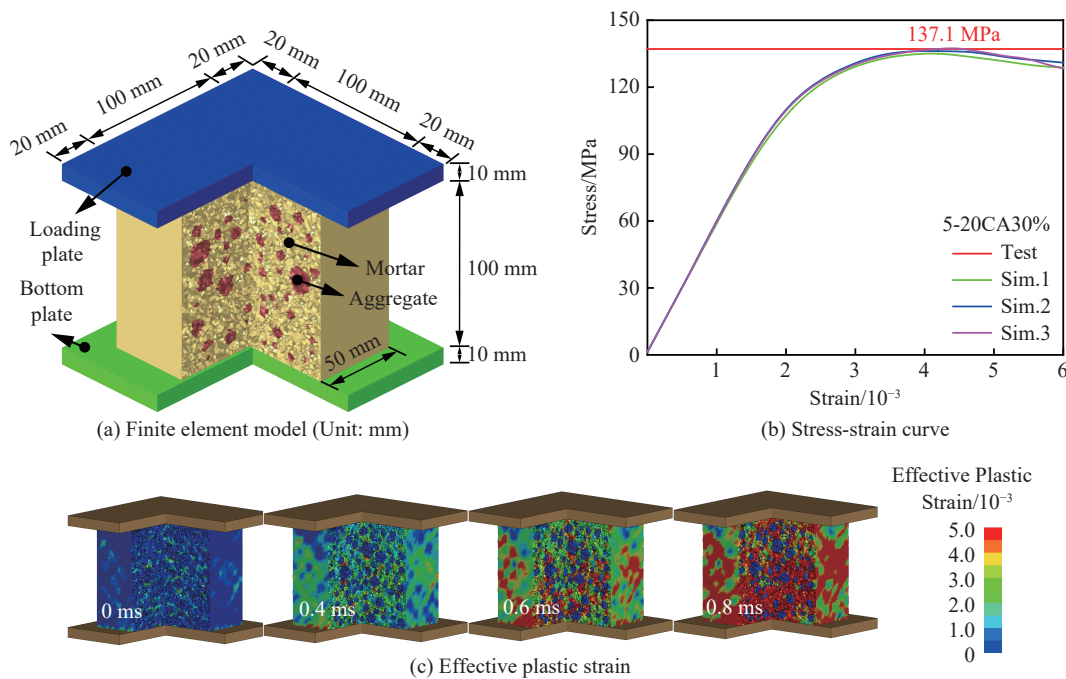 20 mm
100 mm
20 mm
20 mm
100 mm
20 mm
10 mm
100 mm
10 mm
50 mm
Loading
plate
Bottom
plate
Mortar
Aggregate
(a) Finite element model (Unit: mm)
150
120
90
60
30
0
1
2
3
4
5
6
Stress/MPa
Strain/10⁻³
137.1 MPa
5-20CA30%
Test
Sim.1
Sim.2
Sim.3
(b) Stress-strain curve
0 ms
0.4 ms
0.6 ms
0.8 ms
Effective Plastic
Strain/10⁻³
5.0
4.0
3.0
2.0
1.0
0
(c) Effective plastic strain